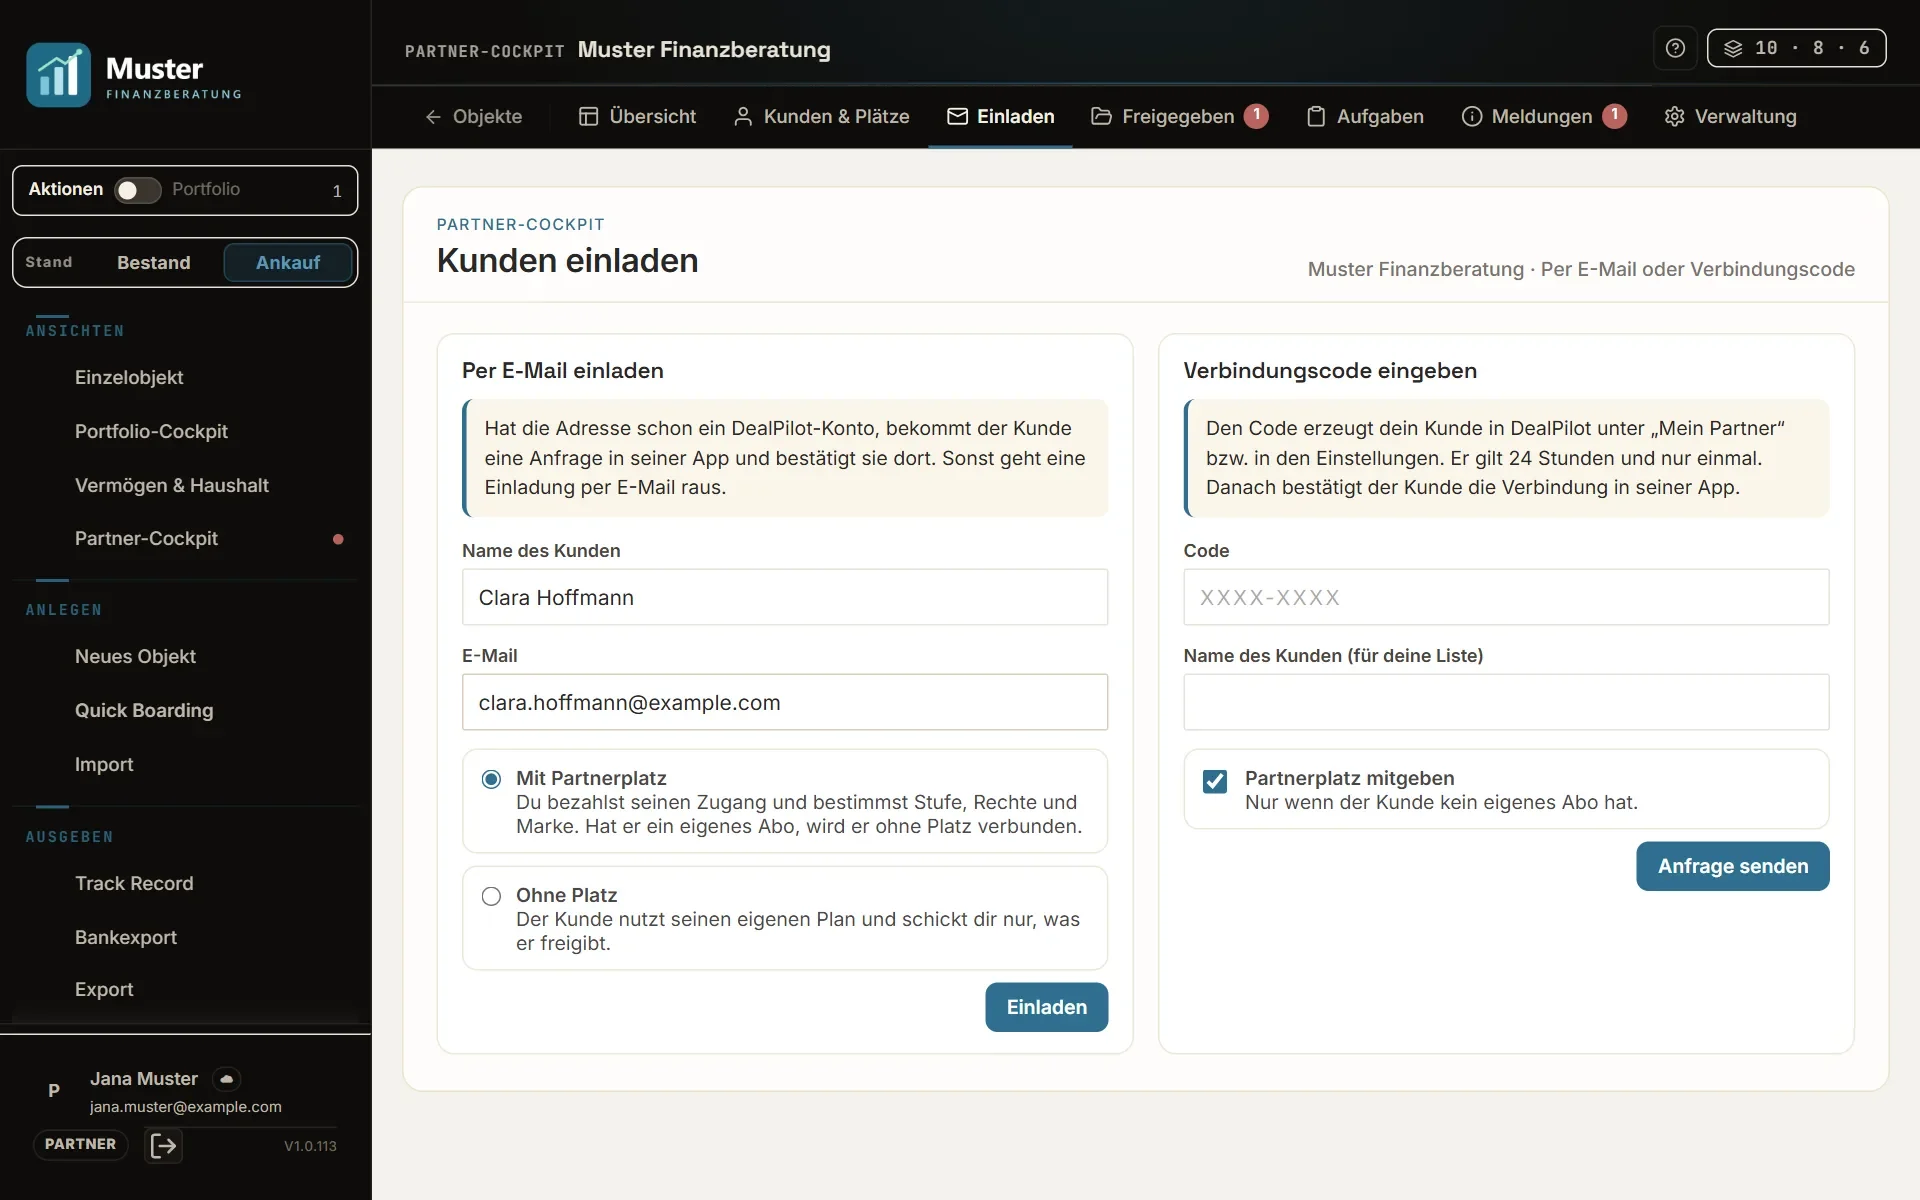 Muster
FINANZBERATUNG
Aktionen Portfolio 1
Stand Bestand Ankauf
ANSICHTEN
Einzelobjekt
Portfolio-Cockpit
Vermögen & Haushalt
Partner-Cockpit
ANLEGEN
Neues Objekt
Quick Boarding
Import
AUSGEBEN
Track Record
Bankexport
Export
P
Jana Muster
jana.muster@example.com
PARTNER
V1.0.113
PARTNER-COCKPIT Muster Finanzberatung
10 · 8 · 6
Objekte Übersicht Kunden & Plätze Einladen Freigegeben 1 Aufgaben Meldungen 1 Verwaltung
PARTNER-COCKPIT
Kunden einladen
Muster Finanzberatung · Per E-Mail oder Verbindungscode
Per E-Mail einladen
Hat die Adresse schon ein DealPilot-Konto, bekommt der Kunde
eine Anfrage in seiner App und bestätigt sie dort. Sonst geht eine
Einladung per E-Mail raus.
Name des Kunden
Clara Hoffmann
E-Mail
clara.hoffmann@example.com
Mit Partnerplatz
Du bezahlst seinen Zugang und bestimmst Stufe, Rechte und
Marke. Hat er ein eigenes Abo, wird er ohne Platz verbunden.
Ohne Platz
Der Kunde nutzt seinen eigenen Plan und schickt dir nur, was
er freigibt.
Einladen
Verbindungscode eingeben
Den Code erzeugt dein Kunde in DealPilot unter „Mein Partner“
bzw. in den Einstellungen. Er gilt 24 Stunden und nur einmal.
Danach bestätigt der Kunde die Verbindung in seiner App.
Code
XXXX-XXXX
Name des Kunden (für deine Liste)
Partnerplatz mitgeben
Nur wenn der Kunde kein eigenes Abo hat.
Anfrage senden